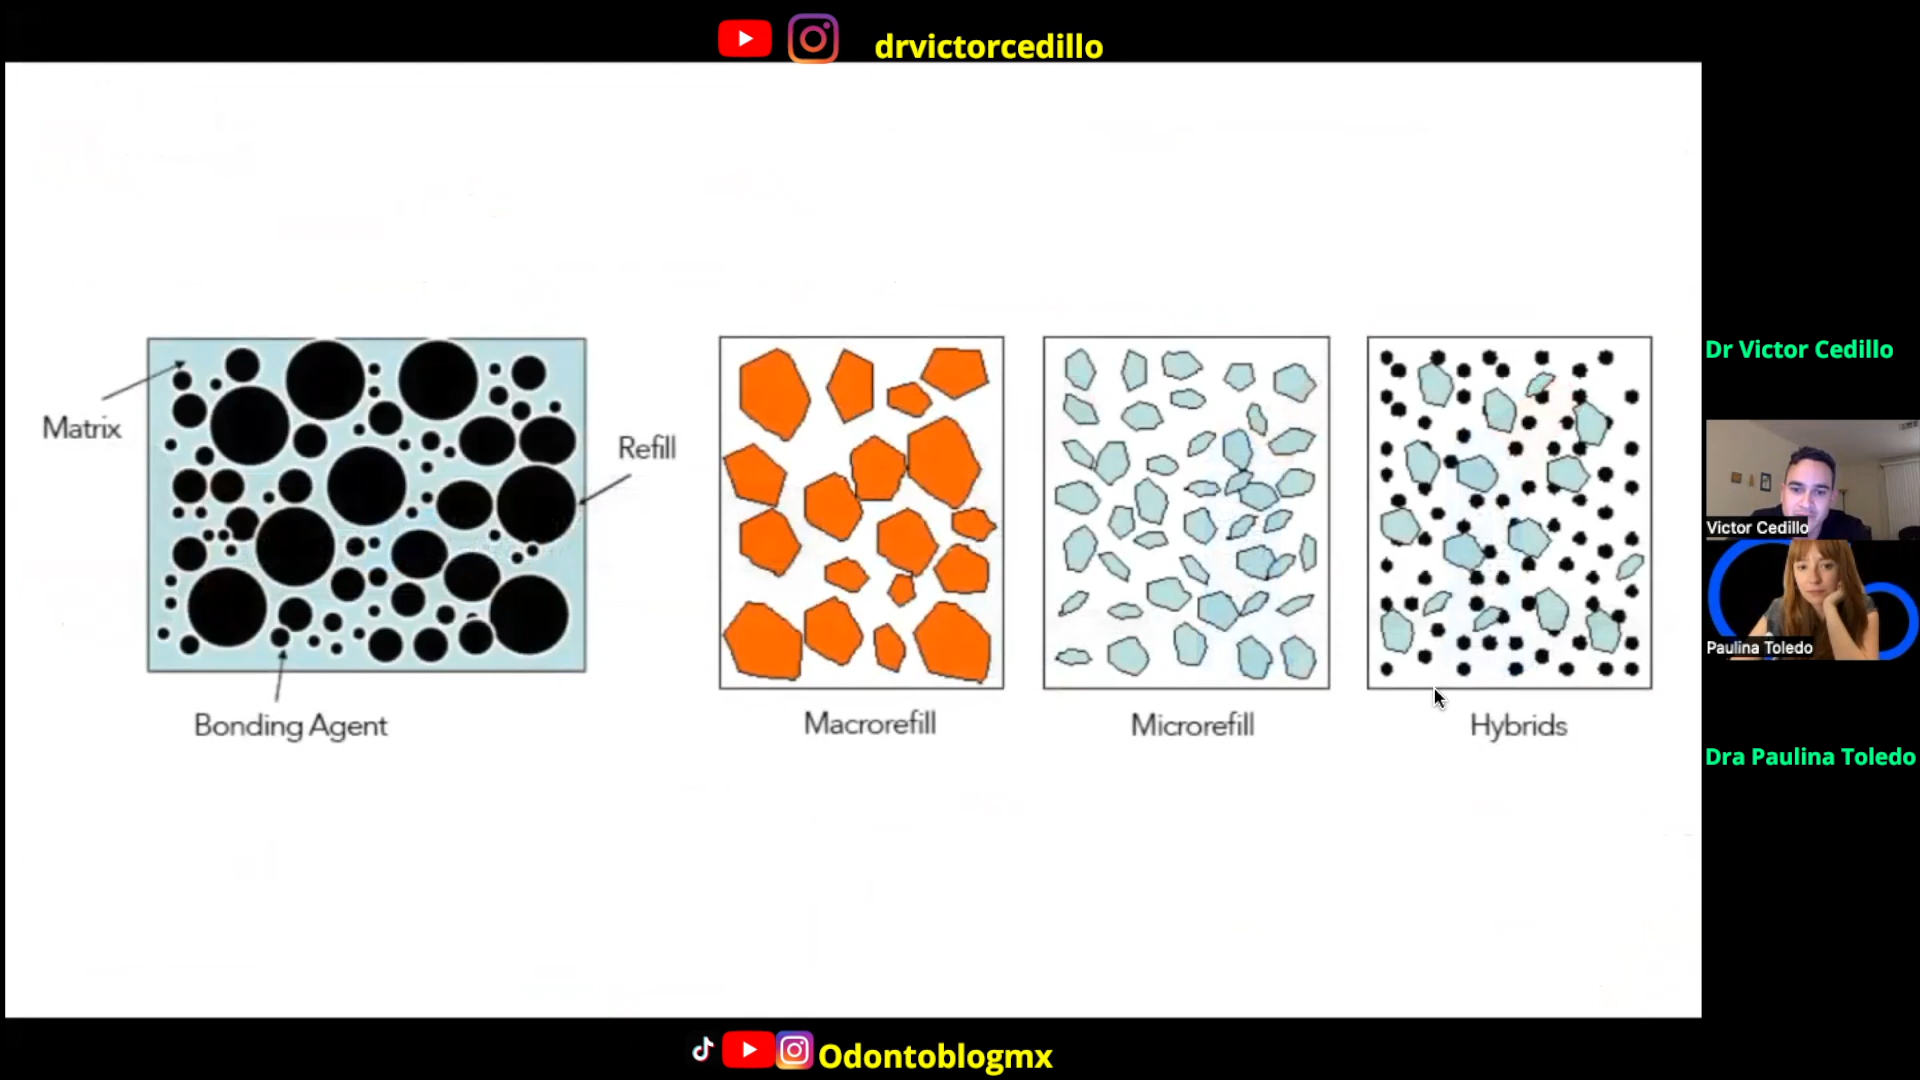 drvictorcedillo
Matrix
Refill
Bonding Agent
Macrorefill
Microrefill
Hybrids
Dr Victor Cedillo
Victor Cedillo
Paulina Toledo
Dra Paulina Toledo
Odontoblogmx